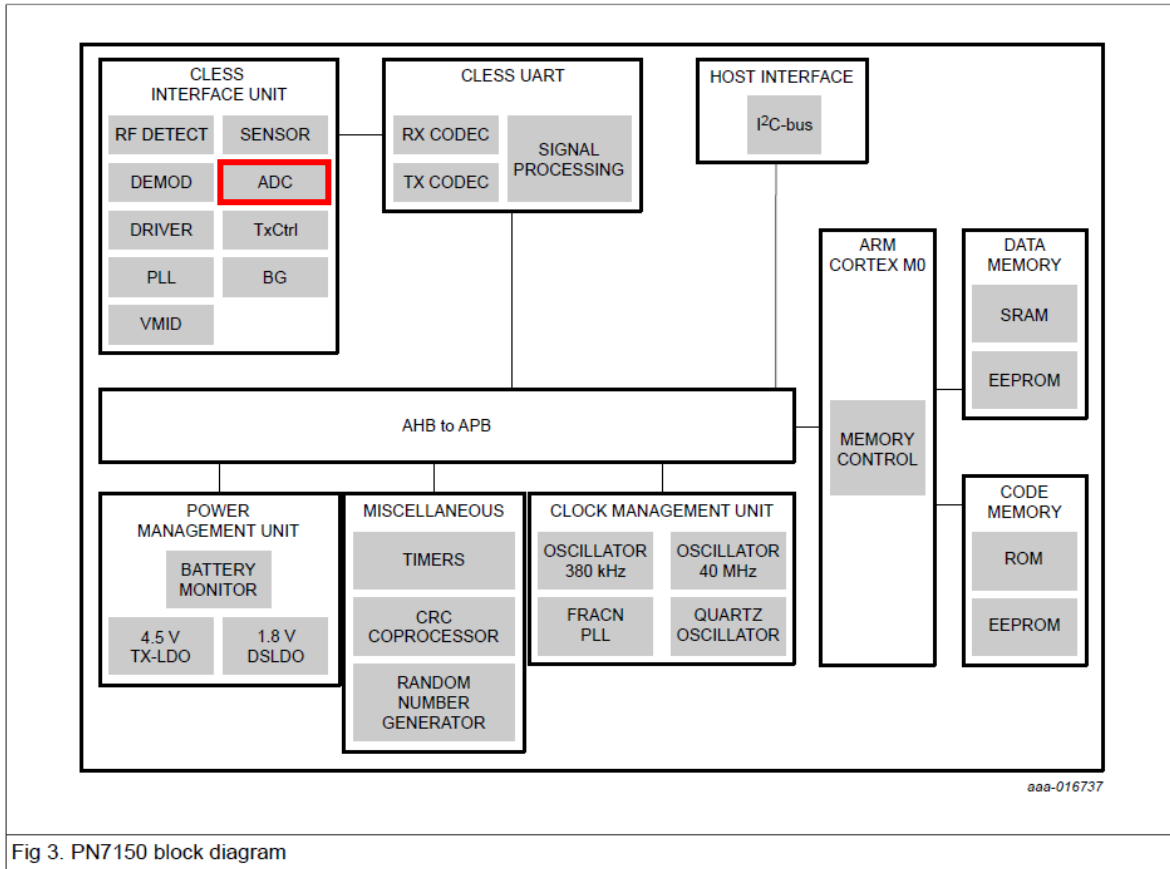 CLESS
INTERFACE UNIT
RF DETECT
SENSOR
DEMOD
ADC
DRIVER
TxCtrl
PLL
BG
VMID
CLESS UART
RX CODEC
TX CODEC
SIGNAL
PROCESSING
HOST INTERFACE
I²C-bus
ARM
CORTEX M0
MEMORY
CONTROL
DATA
MEMORY
SRAM
EEPROM
CODE
MEMORY
ROM
EEPROM
AHB to APB
POWER
MANAGEMENT UNIT
BATTERY
MONITOR
4.5 V
TX-LDO
1.8 V
DSLDO
MISCELLANEOUS
TIMERS
CRC
COPROCESSOR
RANDOM
NUMBER
GENERATOR
CLOCK MANAGEMENT UNIT
OSCILLATOR
380 kHz
OSCILLATOR
40 MHz
FRACN
PLL
QUARTZ
OSCILLATOR
aaa-016737
Fig 3. PN7150 block diagram